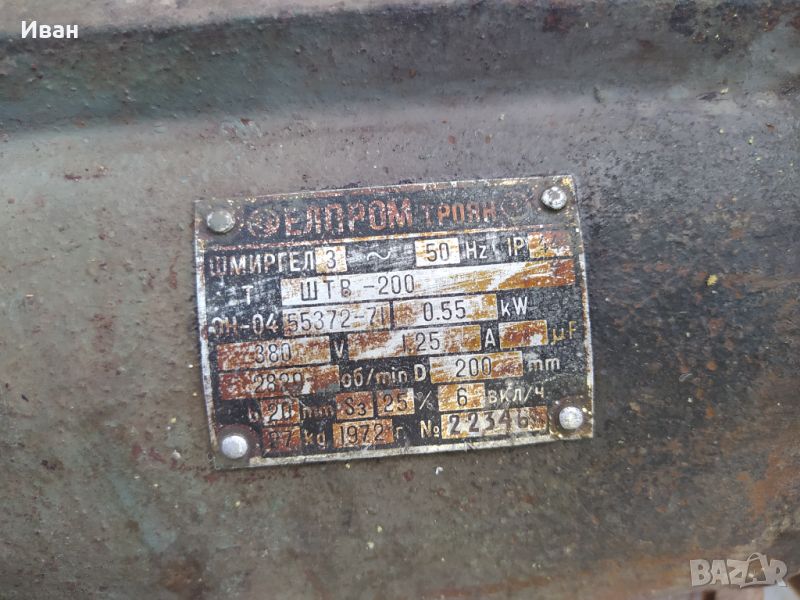 Иван
ЕЛПРОМ ТРОЯН
ШМИРГЕЛ 3 ~ 50 Hz IP
Т ШТВ-200
ОН-04 55372-71 0.55 kW
380 V 1 25 A µF
2830 об/min D 200 mm
b 20 mm S3 25 % 6 вкл/ч
27 kg 1972 г. № 22346
BAZAR